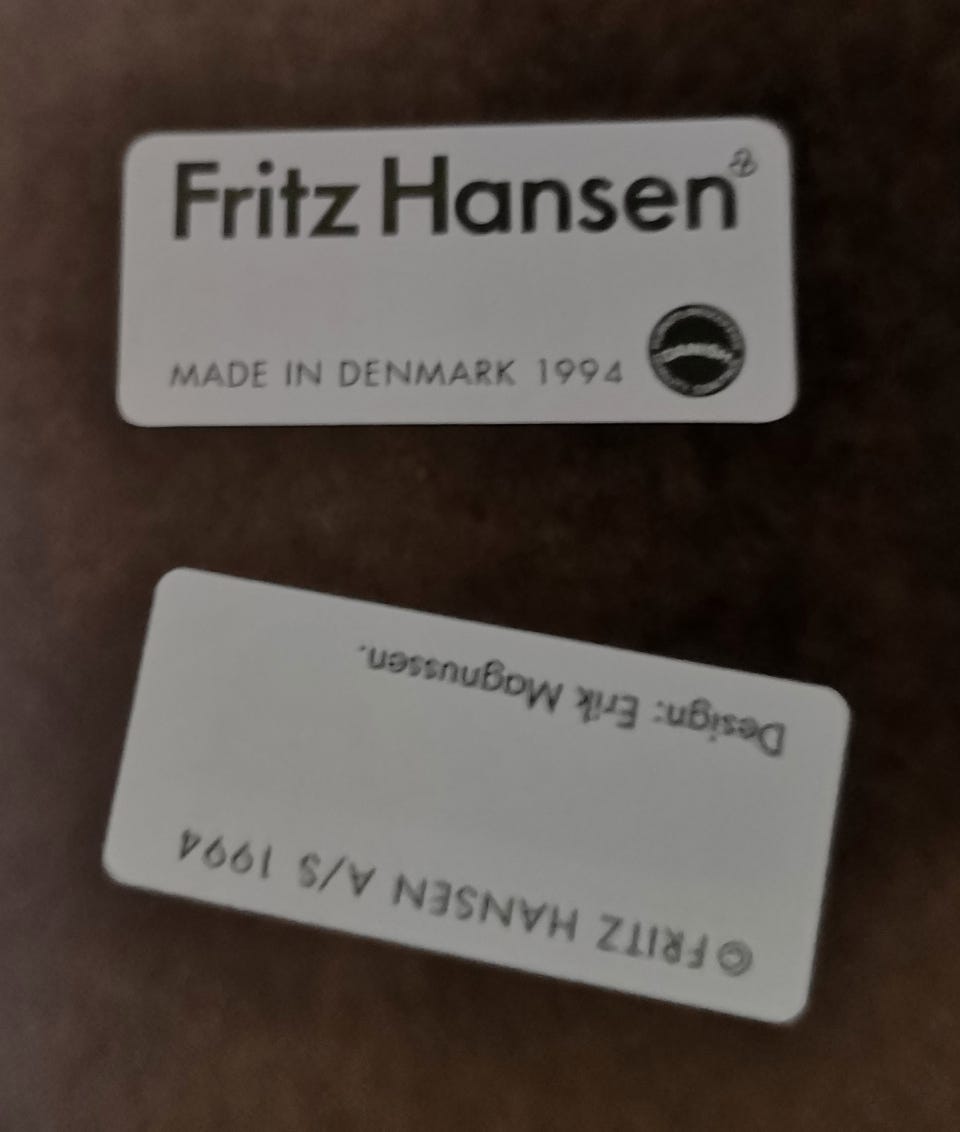 Fritz Hansen
MADE IN DENMARK 1994
©FRITZ HANSEN A/S 1994
Design: Erik Magnussen.